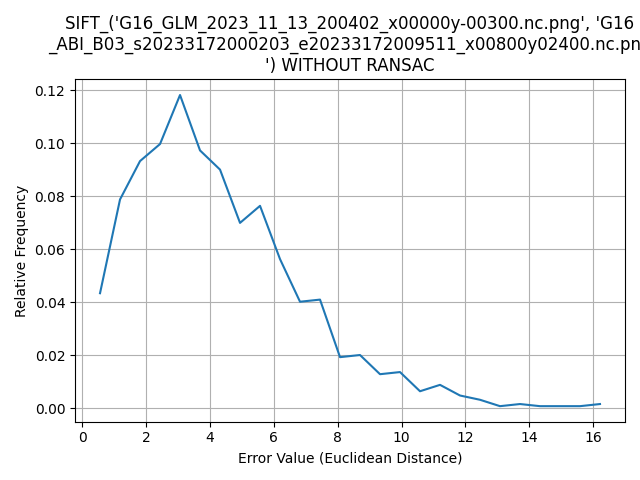 SIFT_('G16_GLM_2023_11_13_200402_x00000y-00300.nc.png', 'G16
_ABI_B03_s20233172000203_e20233172009511_x00800y02400.nc.pn
') WITHOUT RANSAC
0.12
0.10
0.08
0.06
0.04
0.02
0.00
Relative Frequency
0 2 4 6 8 10 12 14 16
Error Value (Euclidean Distance)